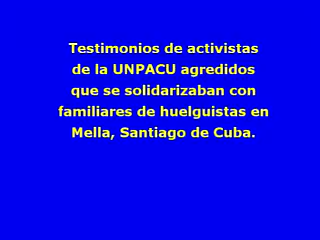 Testimonios de activistas
de la UNPACU agredidos
que se solidarizaban con
familiares de huelguistas en
Mella, Santiago de Cuba.